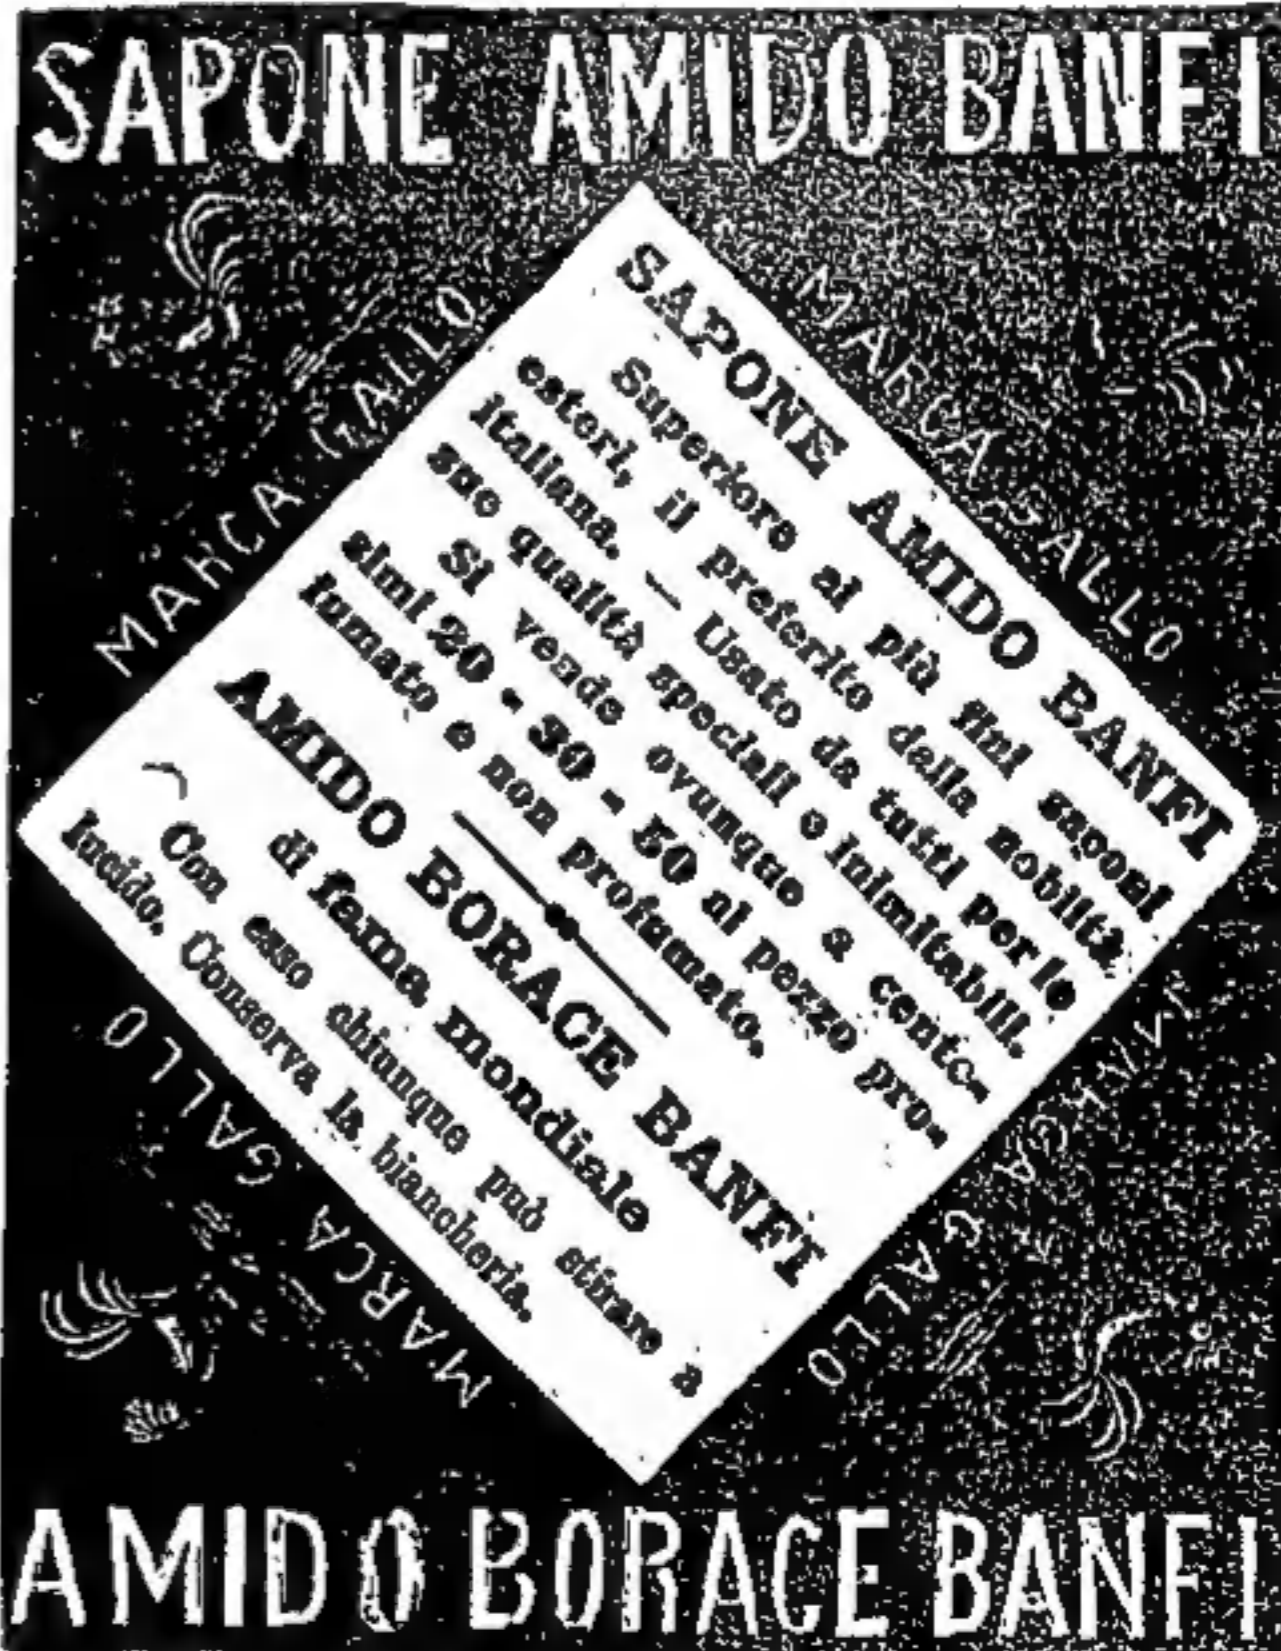 SAPONE AMIDO BANFI
MARCA GALLO
MARCA GALLO
SAPONE AMIDO BANFI
Superiore ai più fini saponi
esteri, il preferito dalla nobiltà
italiana. — Usato da tutti per le
sue qualità speciali e inimitabili.
Si vende ovunque a cente-
simi 20 - 30 - 50 al pezzo pro-
fumato e non profumato.
AMIDO BORACE BANFI
di fama mondiale
Con esso chiunque può stirare a
lucido. Conserva la biancheria.
MARCA GALLO
MARCA GALLO
AMIDO BORACE BANFI